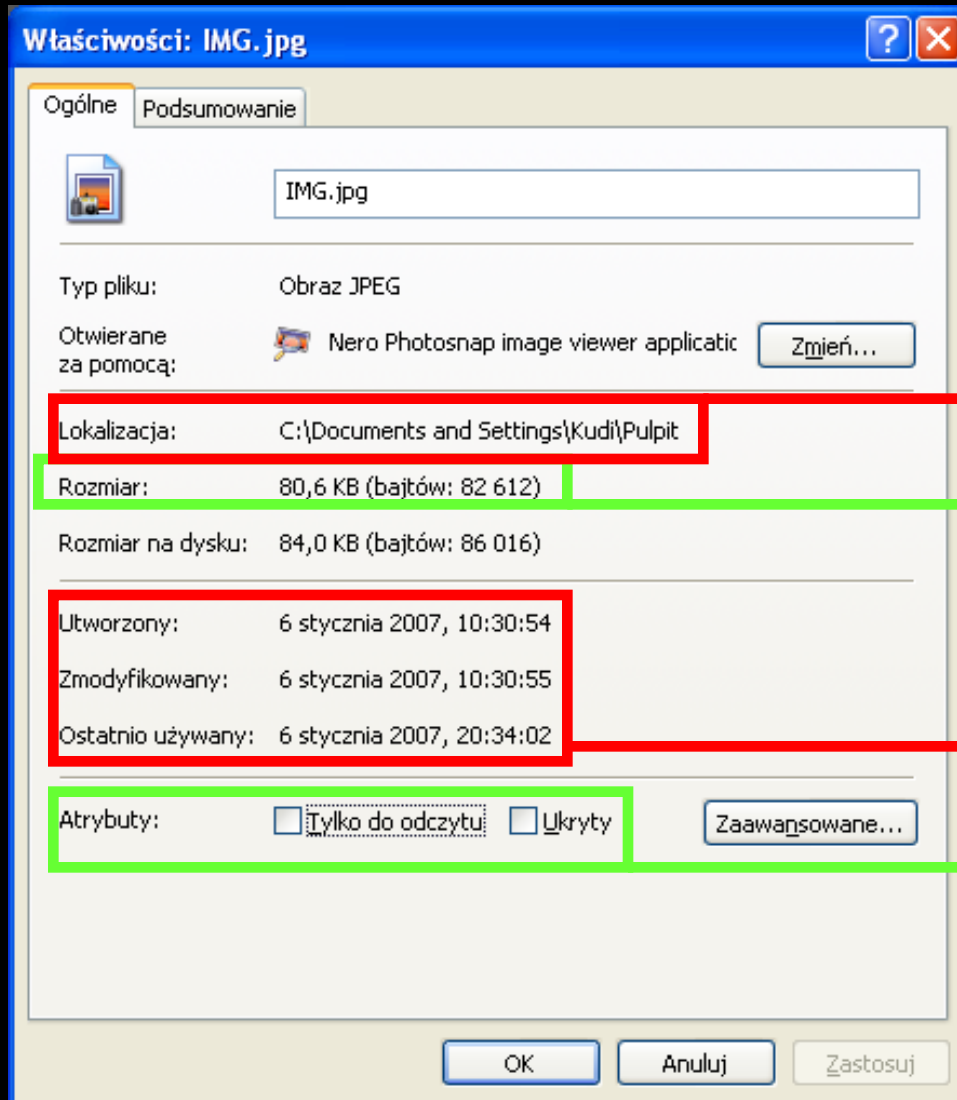 Właściwości: IMG.jpg
Ogólne Podsumowanie
IMG.jpg
Typ pliku: Obraz JPEG
Otwierane
za pomocą: Nero Photosnap image viewer applicatic Zmień...
Lokalizacja: C:\Documents and Settings\Kudi\Pulpit
Rozmiar: 80,6 KB (bajtów: 82 612)
Rozmiar na dysku: 84,0 KB (bajtów: 86 016)
Utworzony: 6 stycznia 2007, 10:30:54
Zmodyfikowany: 6 stycznia 2007, 10:30:55
Ostatnio używany: 6 stycznia 2007, 20:34:02
Atrybuty: Tylko do odczytu Ukryty Zaawansowane...
OK Anuluj Zastosuj